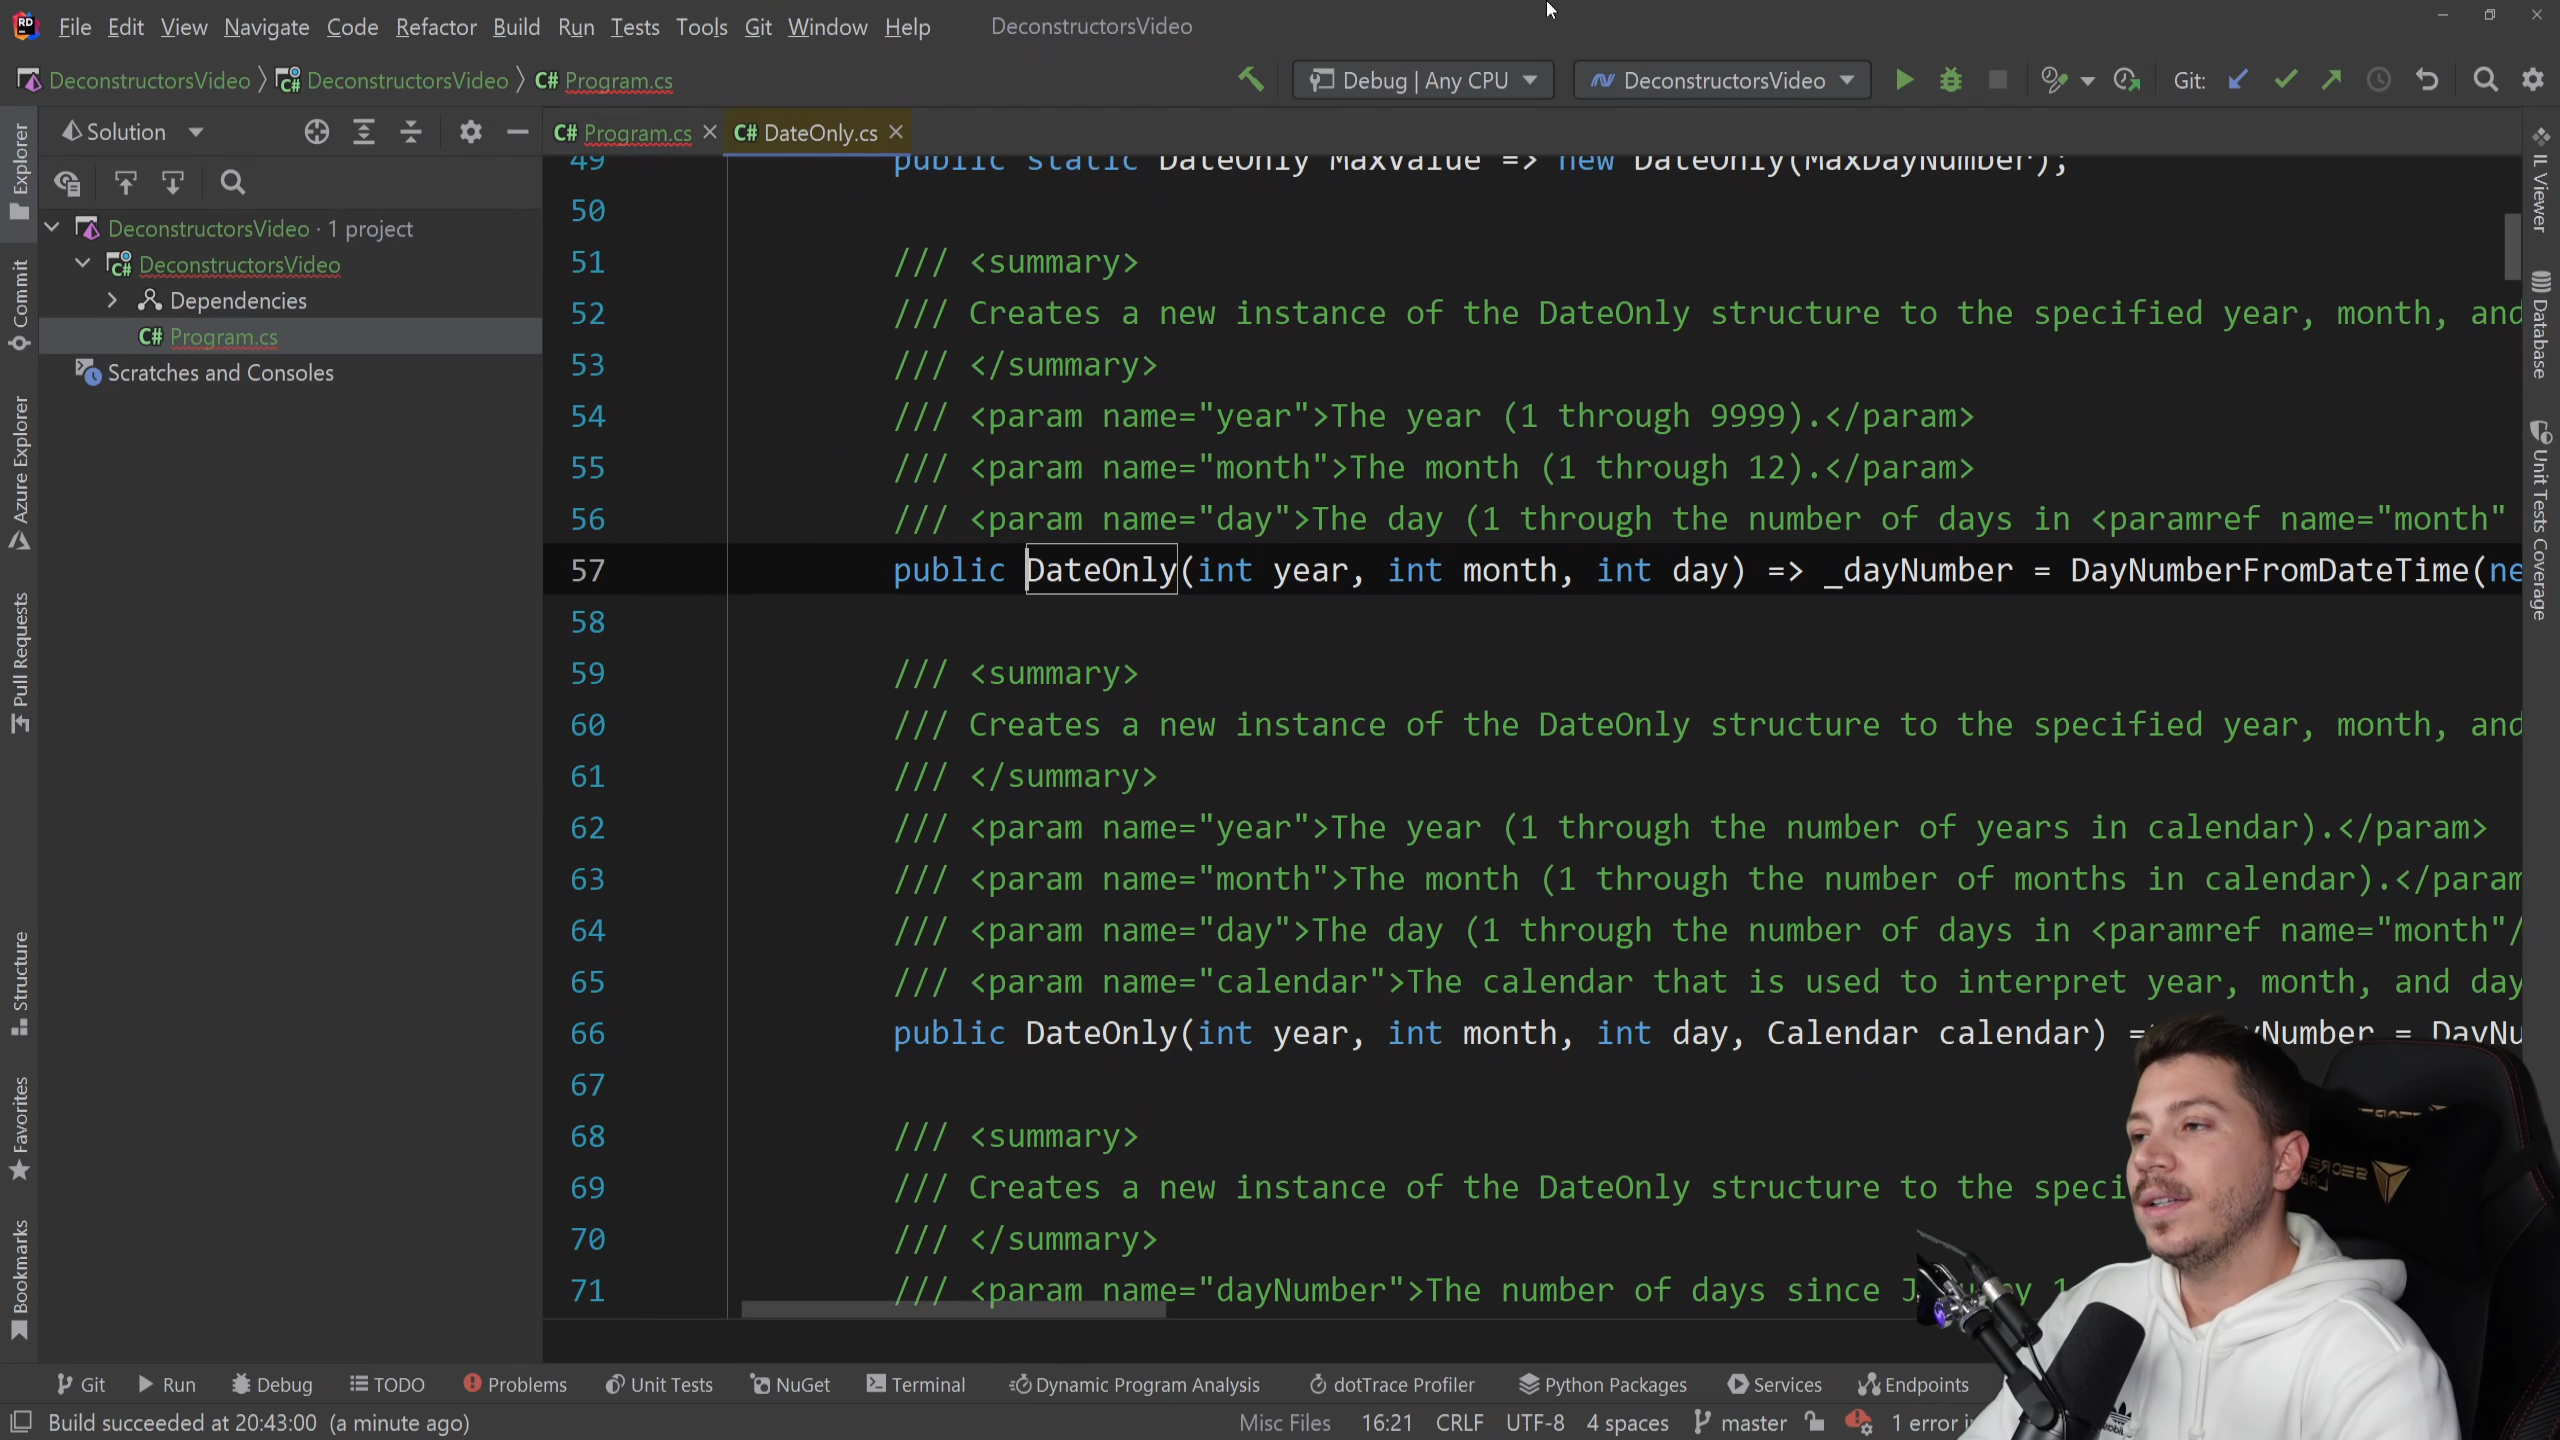 File Edit View Navigate Code Refactor Build Run Tests Tools Git Window Help DeconstructorsVideo
DeconstructorsVideo DeconstructorsVideo C# Program.cs Debug | Any CPU DeconstructorsVideo Git:
Solution
C# Program.cs C# DateOnly.cs
DeconstructorsVideo · 1 project
DeconstructorsVideo
Dependencies
C# Program.cs
Scratches and Consoles
Explorer
Commit
Azure Explorer
Pull Requests
Structure
Favorites
Bookmarks
49 public static DateOnly MaxValue => new DateOnly(MaxDayNumber);
50
51 /// <summary>
52 /// Creates a new instance of the DateOnly structure to the specified year, month, and
53 /// </summary>
54 /// <param name="year">The year (1 through 9999).</param>
55 /// <param name="month">The month (1 through 12).</param>
56 /// <param name="day">The day (1 through the number of days in <paramref name="month"
57 public DateOnly(int year, int month, int day) => _dayNumber = DayNumberFromDateTime(ne
58
59 /// <summary>
60 /// Creates a new instance of the DateOnly structure to the specified year, month, and
61 /// </summary>
62 /// <param name="year">The year (1 through the number of years in calendar).</param>
63 /// <param name="month">The month (1 through the number of months in calendar).</param
64 /// <param name="day">The day (1 through the number of days in <paramref name="month"/
65 /// <param name="calendar">The calendar that is used to interpret year, month, and day
66 public DateOnly(int year, int month, int day, Calendar calendar) = yNumber = DayNu
67
68 /// <summary>
69 /// Creates a new instance of the DateOnly structure to the speci
70 /// </summary>
71 /// <param name="dayNumber">The number of days since J y 1
IL Viewer
Database
Unit Tests Coverage
Git Run Debug TODO Problems Unit Tests NuGet Terminal Dynamic Program Analysis dotTrace Profiler Python Packages Services Endpoints
Build succeeded at 20:43:00 (a minute ago) Misc Files 16:21 CRLF UTF-8 4 spaces master 1 error i